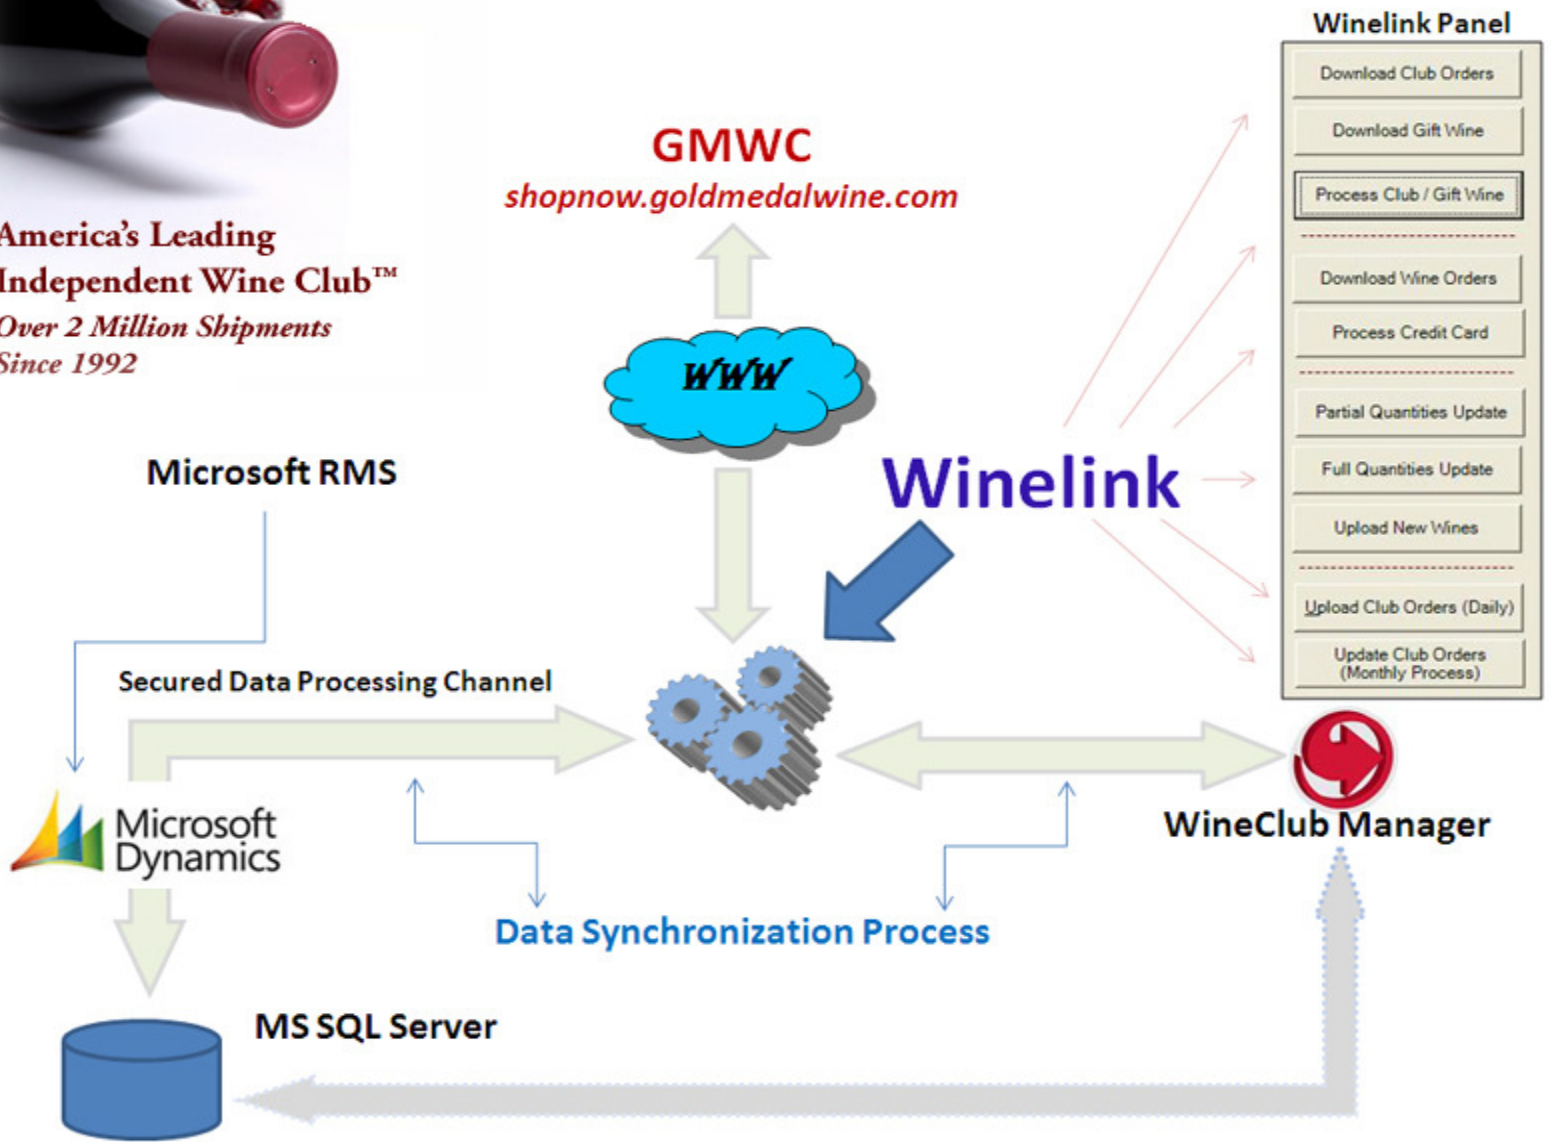 Winelink Panel
Download Club Orders
Download Gift Wine
Process Club / Gift Wine
Download Wine Orders
Process Credit Card
Partial Quantities Update
Full Quantities Update
Upload New Wines
Upload Club Orders (Daily)
Update Club Orders
(Monthly Process)
GMWC
shopnow.goldmedalwine.com
America's Leading
Independent Wine Club™
Over 2 Million Shipments
Since 1992
WWW
Microsoft RMS
Winelink
Secured Data Processing Channel
Microsoft
Dynamics
WineClub Manager
Data Synchronization Process
MS SQL Server